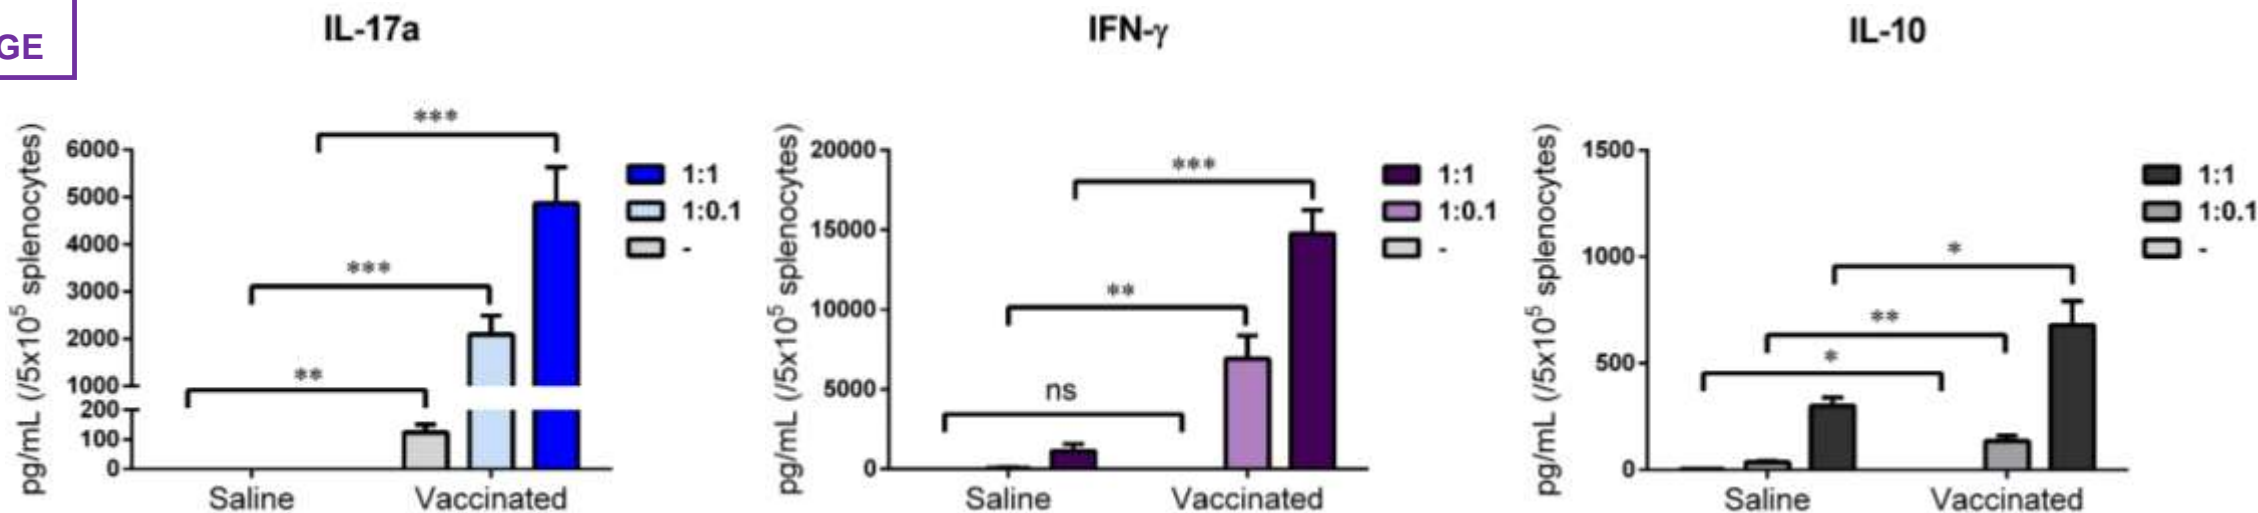 GE
IL-17a
pg/mL (/5x10⁵ splenocytes)
6000
5000
4000
3000
2000
1000
200
100
0
***
***
**
Saline
Vaccinated
1:1
1:0.1
-
IFN-γ
pg/mL (/5x10⁵ splenocytes)
20000
15000
10000
5000
0
***
**
ns
Saline
Vaccinated
1:1
1:0.1
-
IL-10
pg/mL (/5x10⁵ splenocytes)
1500
1000
500
0
*
**
*
Saline
Vaccinated
1:1
1:0.1
-